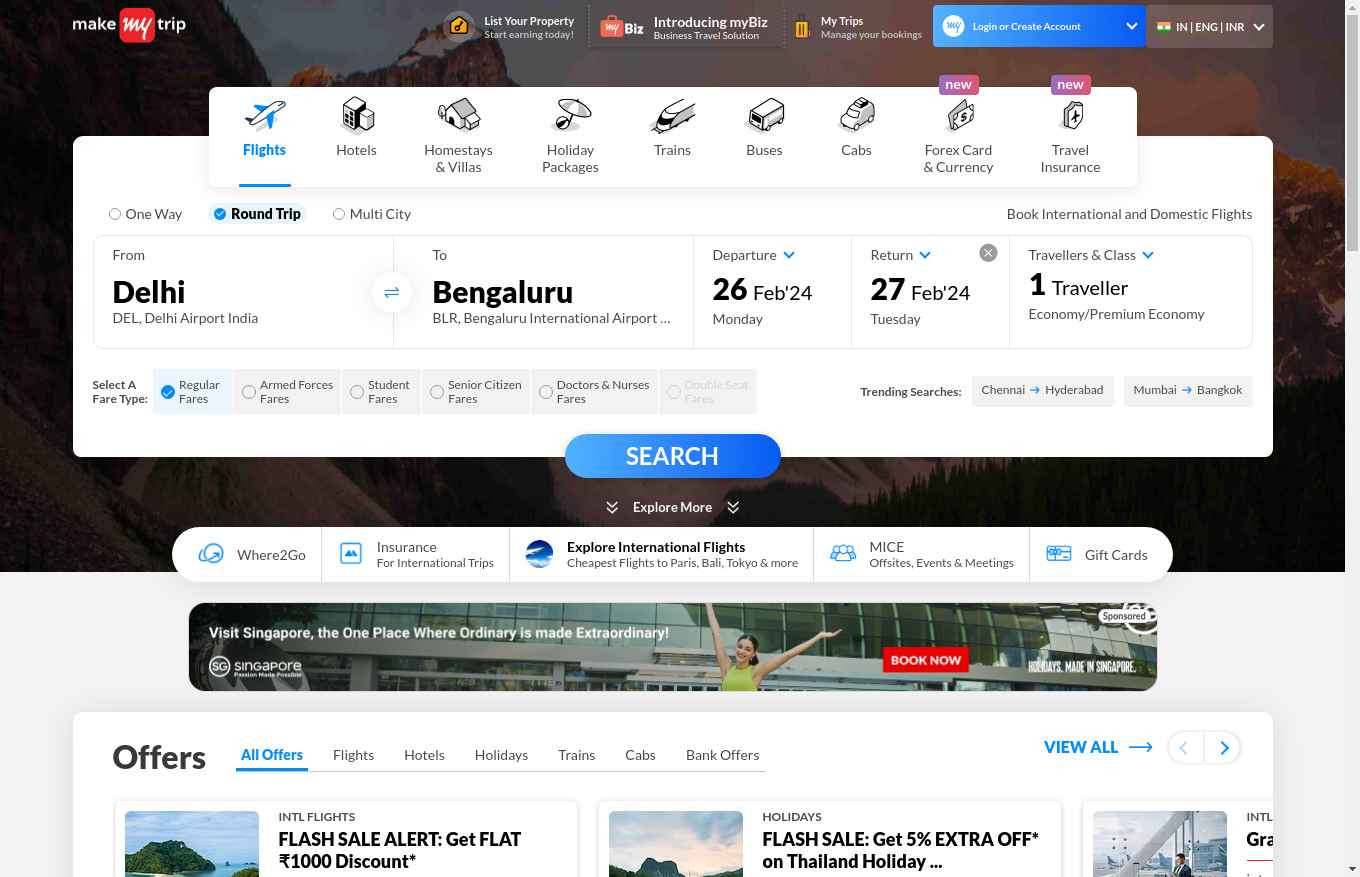 make my trip
List Your Property
Start earning today!
my Biz
Introducing myBiz
Business Travel Solution
My Trips
Manage your bookings
my
Login or Create Account
IN | ENG | INR
new
new
Flights
Hotels
Homestays
& Villas
Holiday
Packages
Trains
Buses
Cabs
Forex Card
& Currency
Travel
Insurance
One Way
Round Trip
Multi City
Book International and Domestic Flights
From
Delhi
DEL, Delhi Airport India
To
Bengaluru
BLR, Bengaluru International Airport ...
Departure
26 Feb'24
Monday
Return
27 Feb'24
Tuesday
Travellers & Class
1 Traveller
Economy/Premium Economy
Select A
Fare Type:
Regular
Fares
Armed Forces
Fares
Student
Fares
Senior Citizen
Fares
Doctors & Nurses
Fares
Double Seat
Fares
Trending Searches:
Chennai → Hyderabad
Mumbai → Bangkok
SEARCH
Explore More
Where2Go
Insurance
For International Trips
Explore International Flights
Cheapest Flights to Paris, Bali, Tokyo & more
MICE
Offsites, Events & Meetings
Gift Cards
Sponsored
Visit Singapore, the One Place Where Ordinary is made Extraordinary!
SG SINGAPORE
Passion Made Possible
BOOK NOW
HOLIDAYS. MADE IN SINGAPORE.
Offers
All Offers
Flights
Hotels
Holidays
Trains
Cabs
Bank Offers
VIEW ALL
INTL FLIGHTS
FLASH SALE ALERT: Get FLAT
₹1000 Discount*
HOLIDAYS
FLASH SALE: Get 5% EXTRA OFF*
on Thailand Holiday ...
INTL
Gra